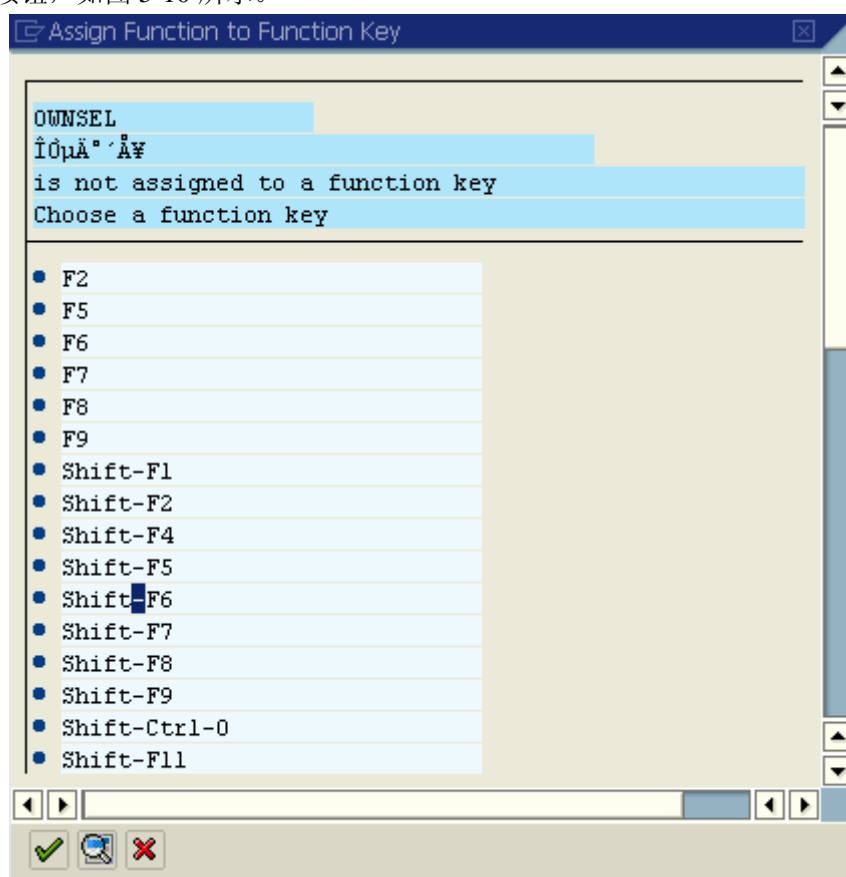 Assign Function to Function Key
OWNSEL
ÎÒµÄ°´Å¥
is not assigned to a function key
Choose a function key
F2
F5
F6
F7
F8
F9
Shift-F1
Shift-F2
Shift-F4
Shift-F5
Shift-F6
Shift-F7
Shift-F8
Shift-F9
Shift-Ctrl-0
Shift-F11